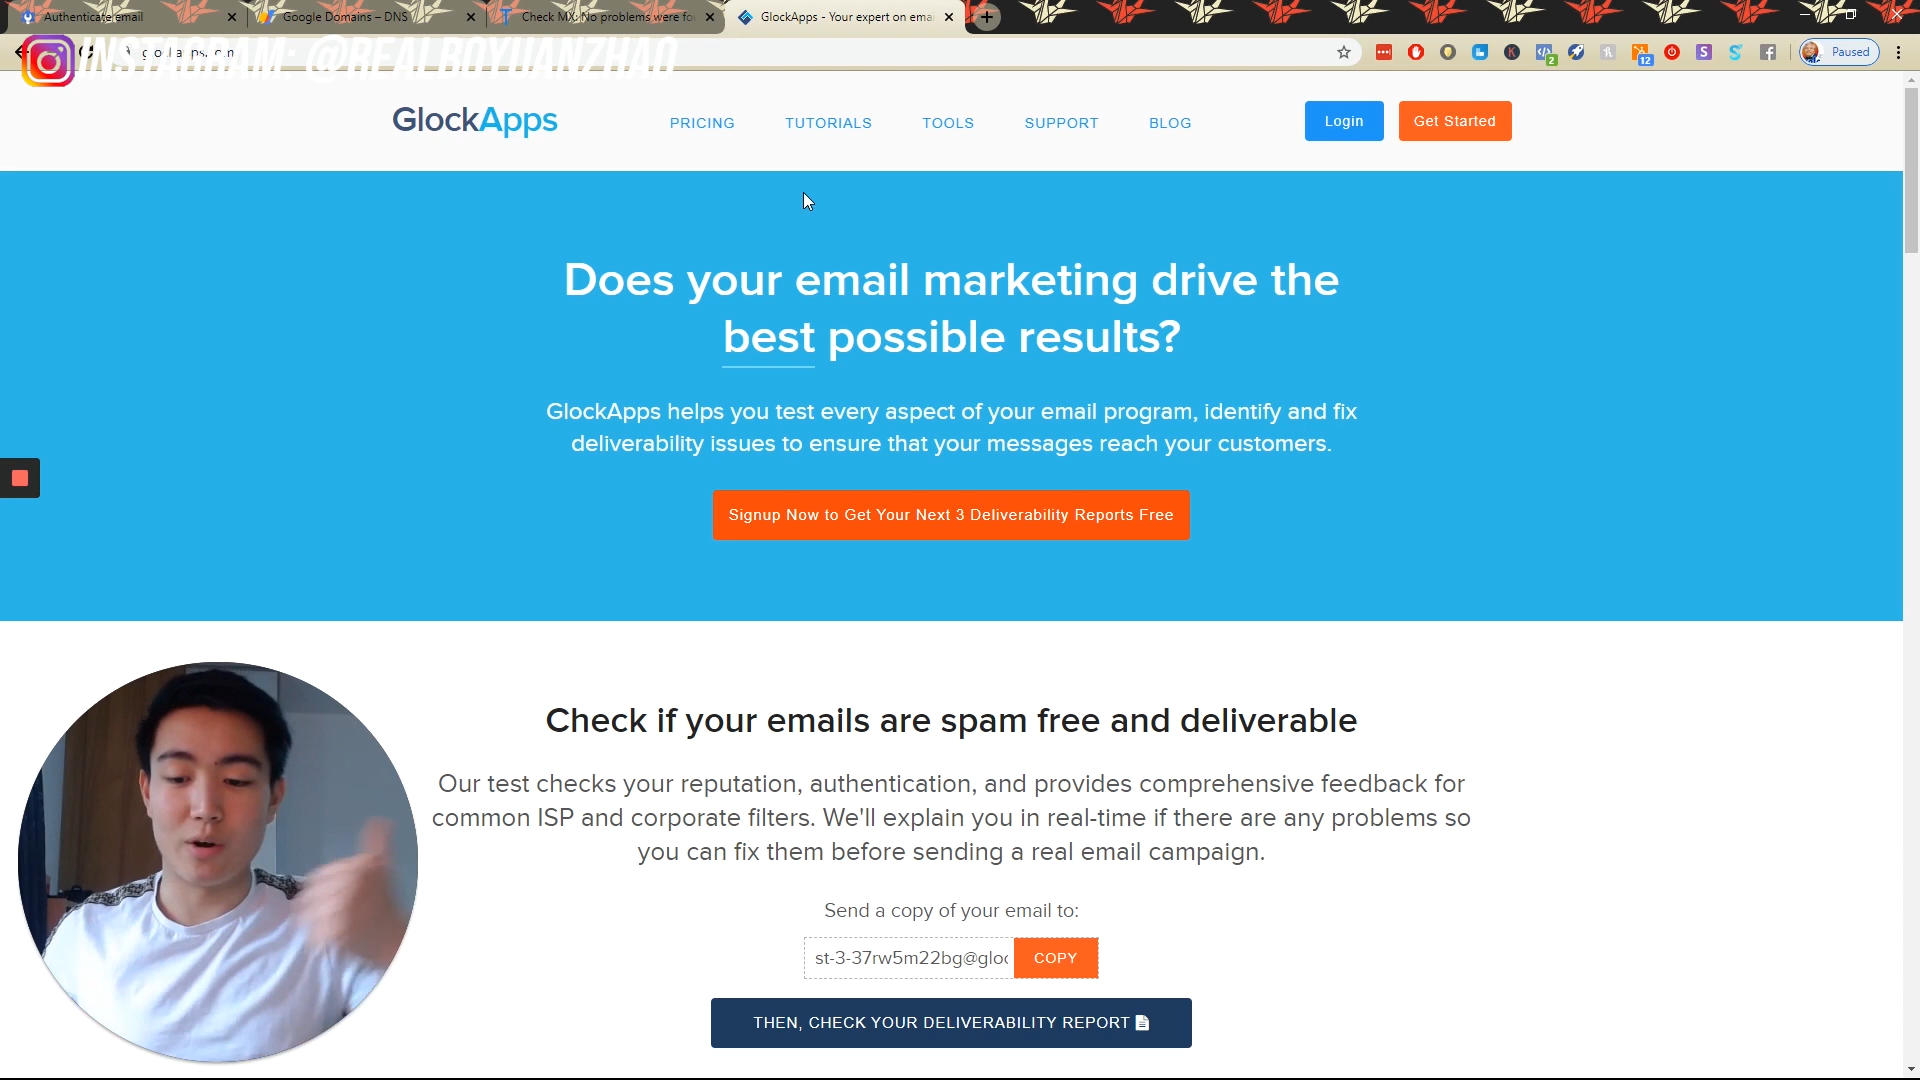 Authenticate email
Google Domains – DNS
Check MX: No problems were fo
GlockApps - Your expert on ema
INSTAGRAM: @REALBOYUANZHAO
Paused
2
12
GlockApps
PRICING
TUTORIALS
TOOLS
SUPPORT
BLOG
Login
Get Started
Does your email marketing drive the
best possible results?
GlockApps helps you test every aspect of your email program, identify and fix
deliverability issues to ensure that your messages reach your customers.
Signup Now to Get Your Next 3 Deliverability Reports Free
Check if your emails are spam free and deliverable
Our test checks your reputation, authentication, and provides comprehensive feedback for
common ISP and corporate filters. We'll explain you in real-time if there are any problems so
you can fix them before sending a real email campaign.
Send a copy of your email to:
st-3-37rw5m22bg@gloc
COPY
THEN, CHECK YOUR DELIVERABILITY REPORT